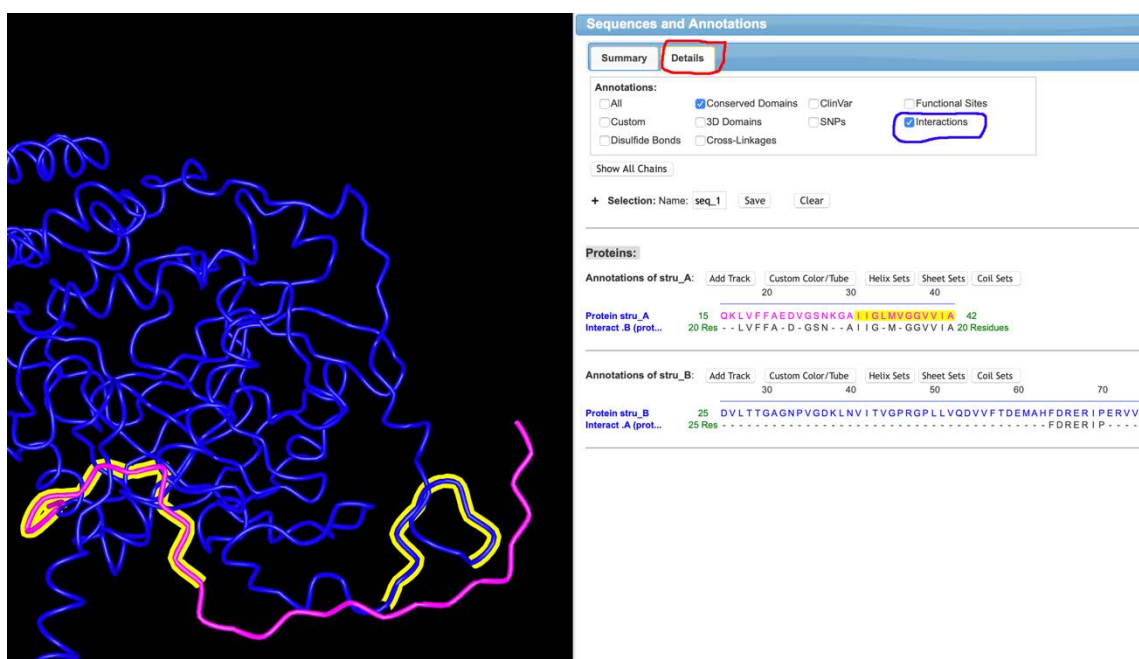 Sequences and Annotations
Summary Details
Annotations:
All Conserved Domains ClinVar Functional Sites
Custom 3D Domains SNPs Interactions
Disulfide Bonds Cross-Linkages
Show All Chains
+ Selection: Name: seq_1 Save Clear
Proteins:
Annotations of stru_A: Add Track Custom Color/Tube Helix Sets Sheet Sets Coil Sets
20 30 40
Protein stru_A 15 QKLVFFAEDVGSNKGAIIGLMVGGVVIA 42
Interact .B (prot... 20 Res --LVFFA-D-GSN--AIIG-M-GGVVIA 20 Residues
Annotations of stru_B: Add Track Custom Color/Tube Helix Sets Sheet Sets Coil Sets
30 40 50 60 70
Protein stru_B 25 DVLTTGAGNPVGDKLNVITVGPRGPLLVQDVVFTDEMAHFDRERIPERVV
Interact .A (prot... 25 Res ---------------------------------------FDRERIP----